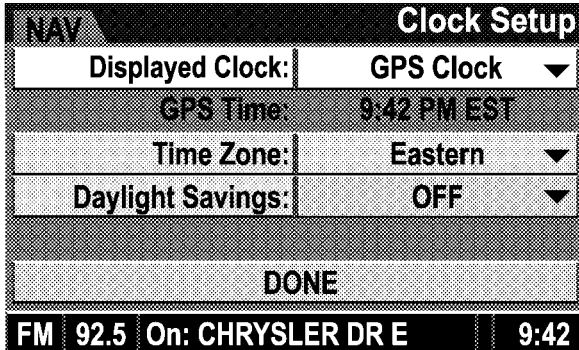 NAV Clock Setup
Displayed Clock: GPS Clock
GPS Time: 9:42 PM EST
Time Zone: Eastern
Daylight Savings: OFF
DONE
FM 92.5 On: CHRYSLER DR E 9:42